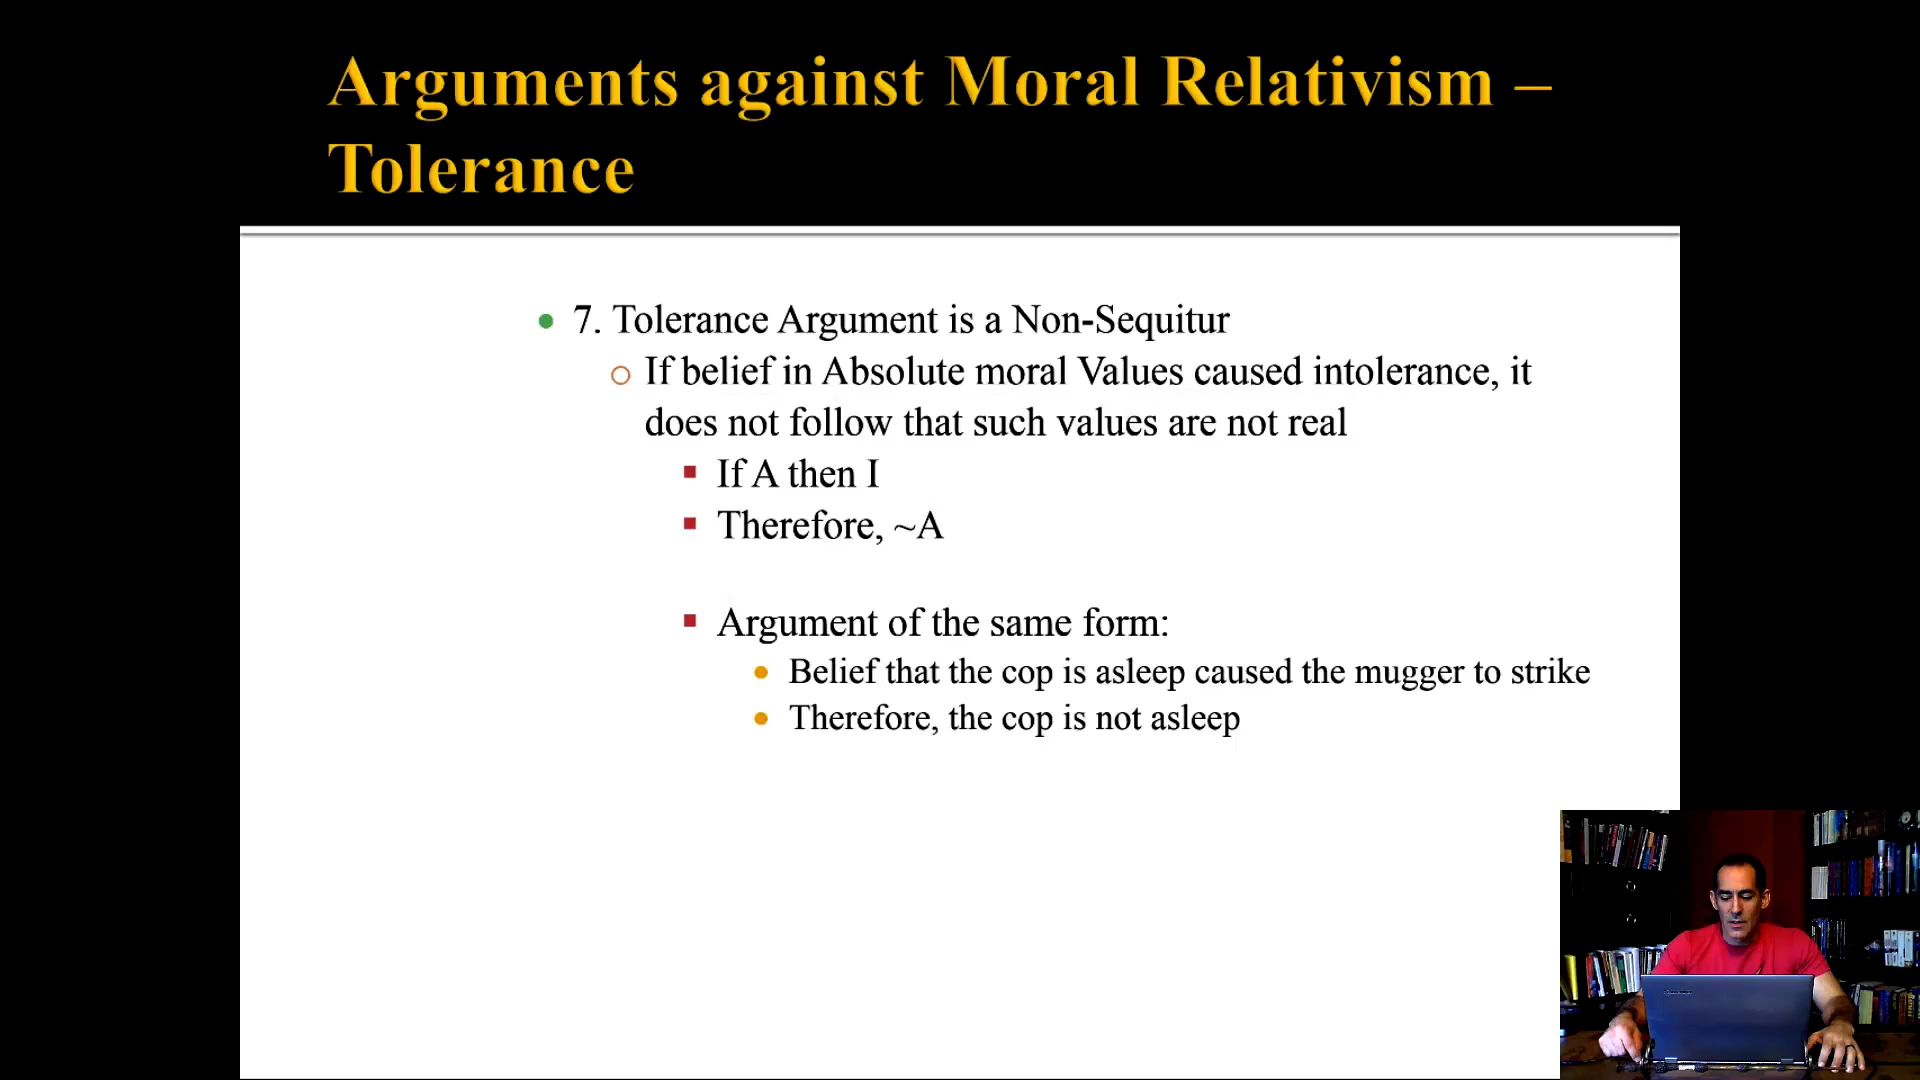 Arguments against Moral Relativism –
Tolerance
7. Tolerance Argument is a Non-Sequitur
If belief in Absolute moral Values caused intolerance, it
does not follow that such values are not real
If A then I
Therefore, ~A
Argument of the same form:
Belief that the cop is asleep caused the mugger to strike
Therefore, the cop is not asleep